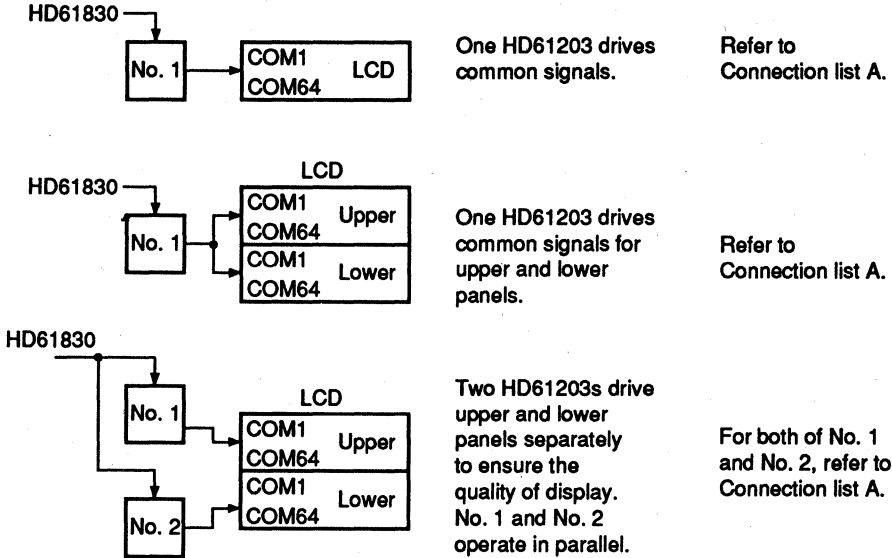 HD61830
No. 1
COM1
COM64
LCD
One HD61203 drives
common signals.
Refer to
Connection list A.
HD61830
No. 1
LCD
COM1
COM64
Upper
COM1
COM64
Lower
One HD61203 drives
common signals for
upper and lower
panels.
Refer to
Connection list A.
HD61830
No. 1
No. 2
LCD
COM1
COM64
Upper
COM1
COM64
Lower
Two HD61203s drive
upper and lower
panels separately
to ensure the
quality of display.
No. 1 and No. 2
operate in parallel.
For both of No. 1
and No. 2, refer to
Connection list A.